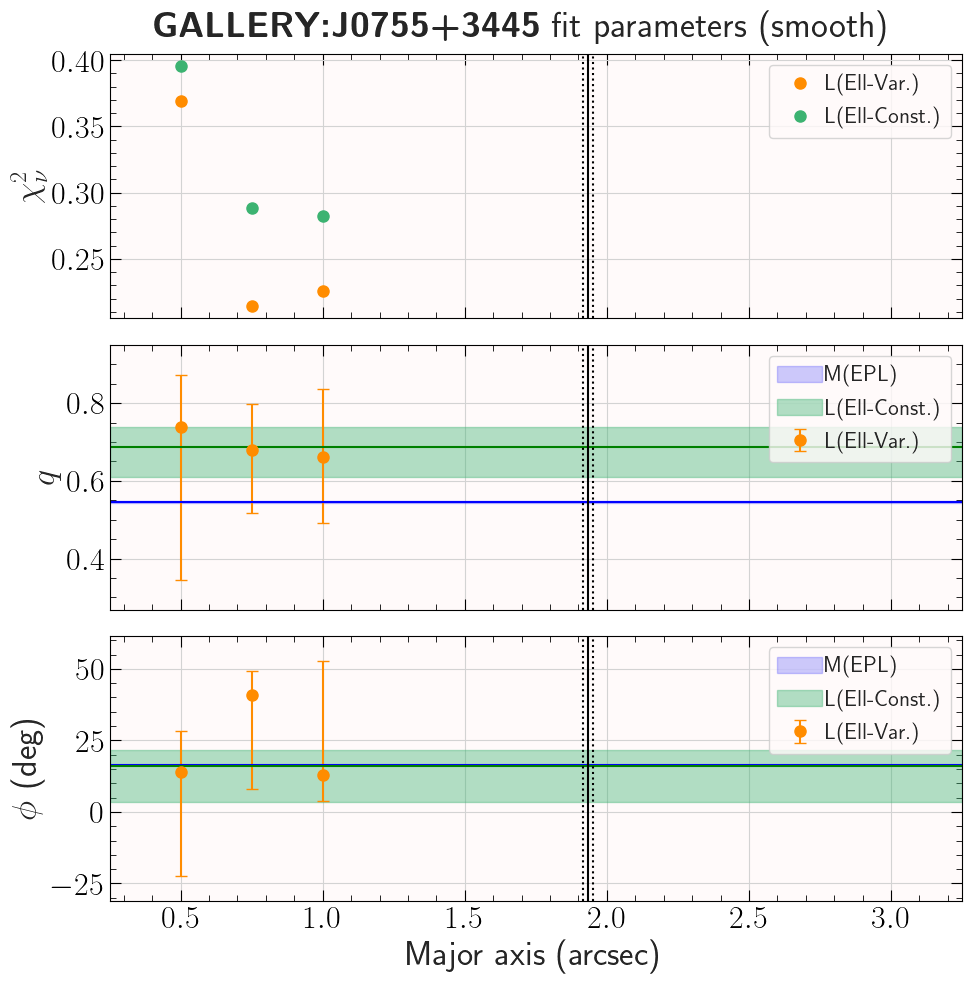 GALLERY:J0755+3445 fit parameters (smooth)
0.40
0.35
0.30
0.25
χ²ᵥ
L(Ell-Var.)
L(Ell-Const.)
0.8
0.6
0.4
q
M(EPL)
L(Ell-Const.)
L(Ell-Var.)
50
25
0
−25
ϕ (deg)
M(EPL)
L(Ell-Const.)
L(Ell-Var.)
0.5 1.0 1.5 2.0 2.5 3.0
Major axis (arcsec)